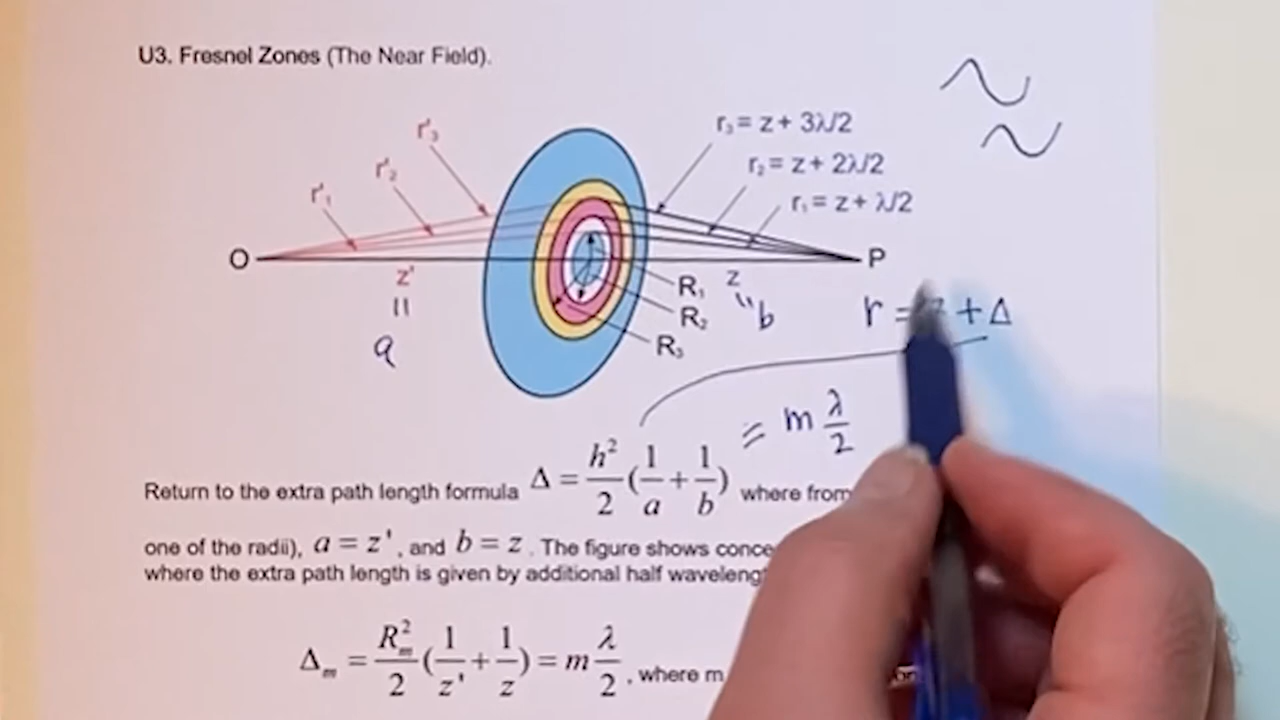 U3. Fresnel Zones (The Near Field).
r'₃
r₃ = z + 3λ/2
r'₂
r₂ = z + 2λ/2
r'₁
r₁ = z + λ/2
O
P
z'
z
R₁
R₂
R₃
=
a
= b
r = + Δ
= m λ/2
Return to the extra path length formula Δ = h²/2 (1/a + 1/b) where from
one of the radii), a = z', and b = z. The figure shows
where the extra path length is given by additional half
Δₘ = R²ₘ/2 (1/z' + 1/z) = m λ/2, where m